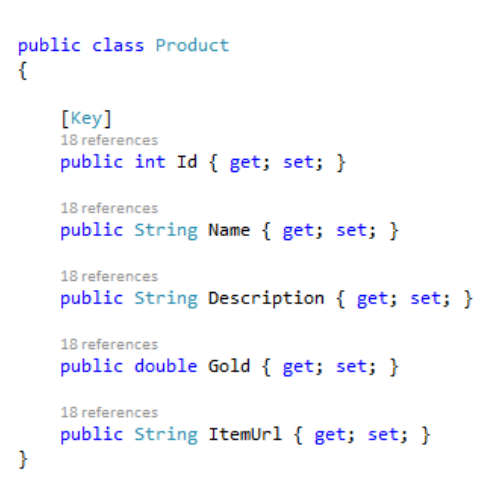 public class Product
{
[Key]
18 references
public int Id { get; set; }
18 references
public String Name { get; set; }
18 references
public String Description { get; set; }
18 references
public double Gold { get; set; }
18 references
public String ItemUrl { get; set; }
}